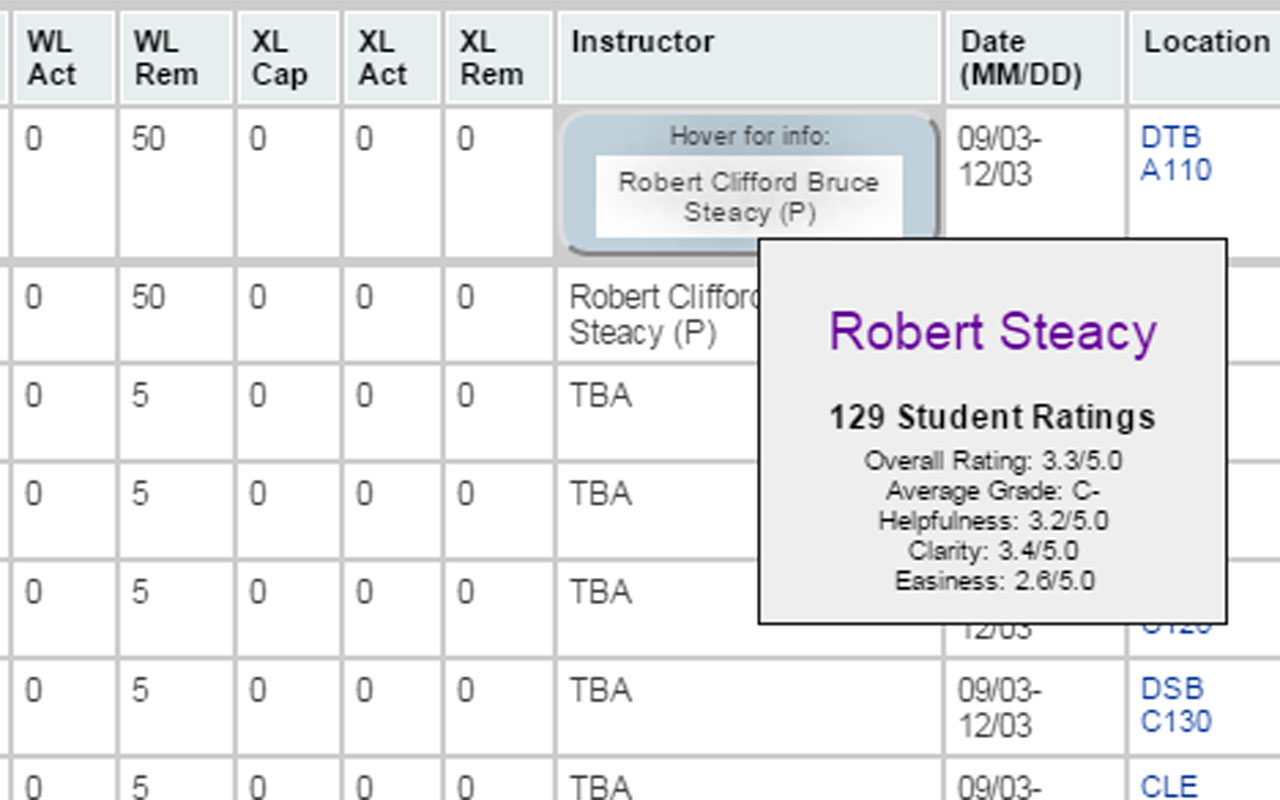 WL Act
WL Rem
XL Cap
XL Act
XL Rem
Instructor
Date (MM/DD)
Location
0
50
0
0
0
Hover for info:
Robert Clifford Bruce
Steacy (P)
09/03-
12/03
DTB
A110
0
50
0
0
0
Robert Clifford
Steacy (P)
Robert Steacy
129 Student Ratings
Overall Rating: 3.3/5.0
Average Grade: C-
Helpfulness: 3.2/5.0
Clarity: 3.4/5.0
Easiness: 2.6/5.0
0
5
0
0
0
TBA
0
5
0
0
0
TBA
0
5
0
0
0
TBA
12/03
C120
0
5
0
0
0
TBA
09/03-
12/03
DSB
C130
0
5
0
0
0
TBA
09/03-
CLE